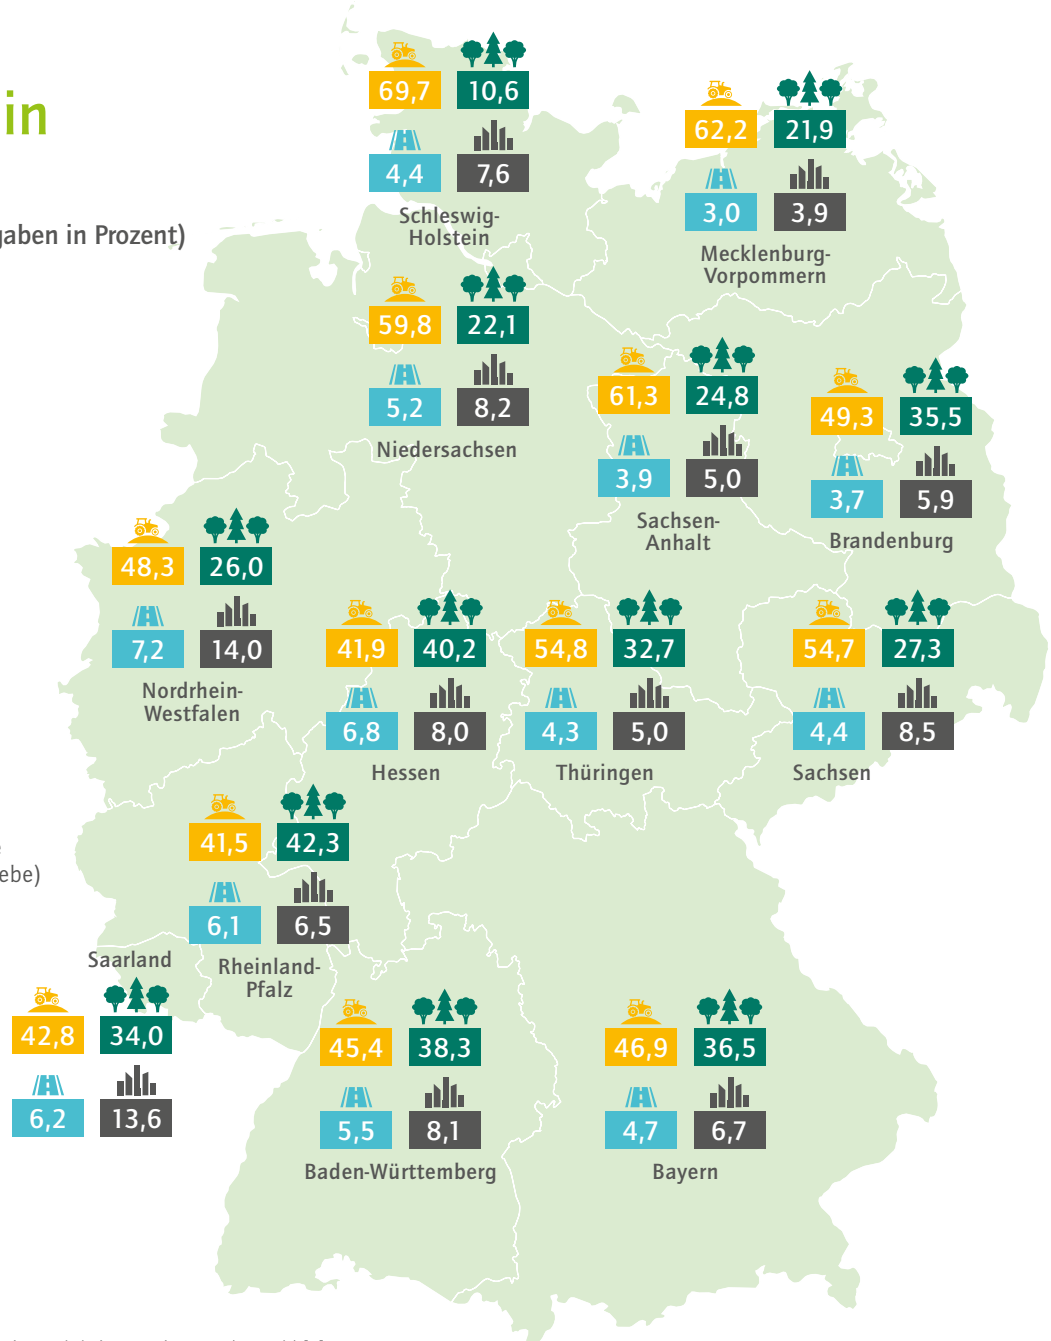 in
gaben in Prozent)
69,7 10,6
4,4 7,6
Schleswig-
Holstein
62,2 21,9
3,0 3,9
Mecklenburg-
Vorpommern
59,8 22,1
5,2 8,2
Niedersachsen
61,3 24,8
3,9 5,0
Sachsen-
Anhalt
49,3 35,5
3,7 5,9
Brandenburg
48,3 26,0
7,2 14,0
Nordrhein-
Westfalen
41,9 40,2
6,8 8,0
Hessen
54,8 32,7
4,3 5,0
Thüringen
54,7 27,3
4,4 8,5
Sachsen
41,5 42,3
6,1 6,5
Rheinland-
Pfalz
ebe)
Saarland
42,8 34,0
6,2 13,6
45,4 38,3
5,5 8,1
Baden-Württemberg
46,9 36,5
4,7 6,7
Bayern